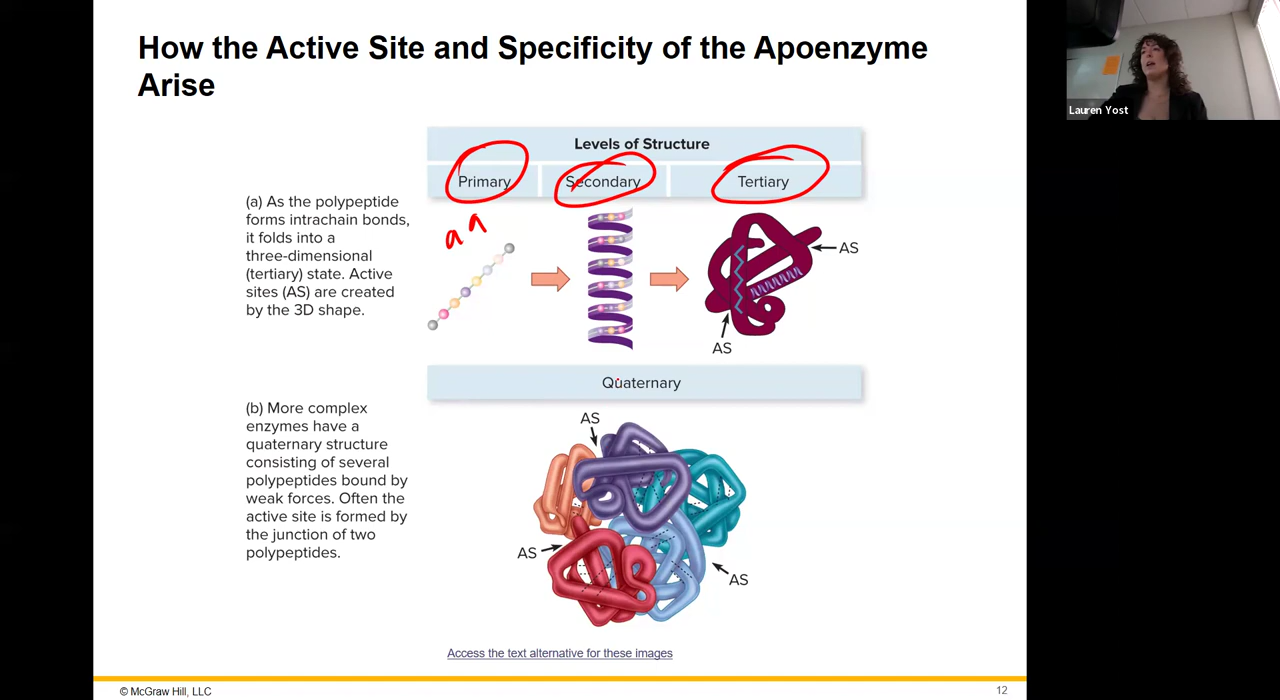 How the Active Site and Specificity of the Apoenzyme
Arise
Lauren Yost
Levels of Structure
Primary
Secondary
Tertiary
(a) As the polypeptide
forms intrachain bonds,
it folds into a
three-dimensional
(tertiary) state. Active
sites (AS) are created
by the 3D shape.
aa
AS
AS
Quaternary
(b) More complex
enzymes have a
quaternary structure
consisting of several
polypeptides bound by
weak forces. Often the
active site is formed by
the junction of two
polypeptides.
AS
AS
AS
Access the text alternative for these images
© McGraw Hill, LLC
12